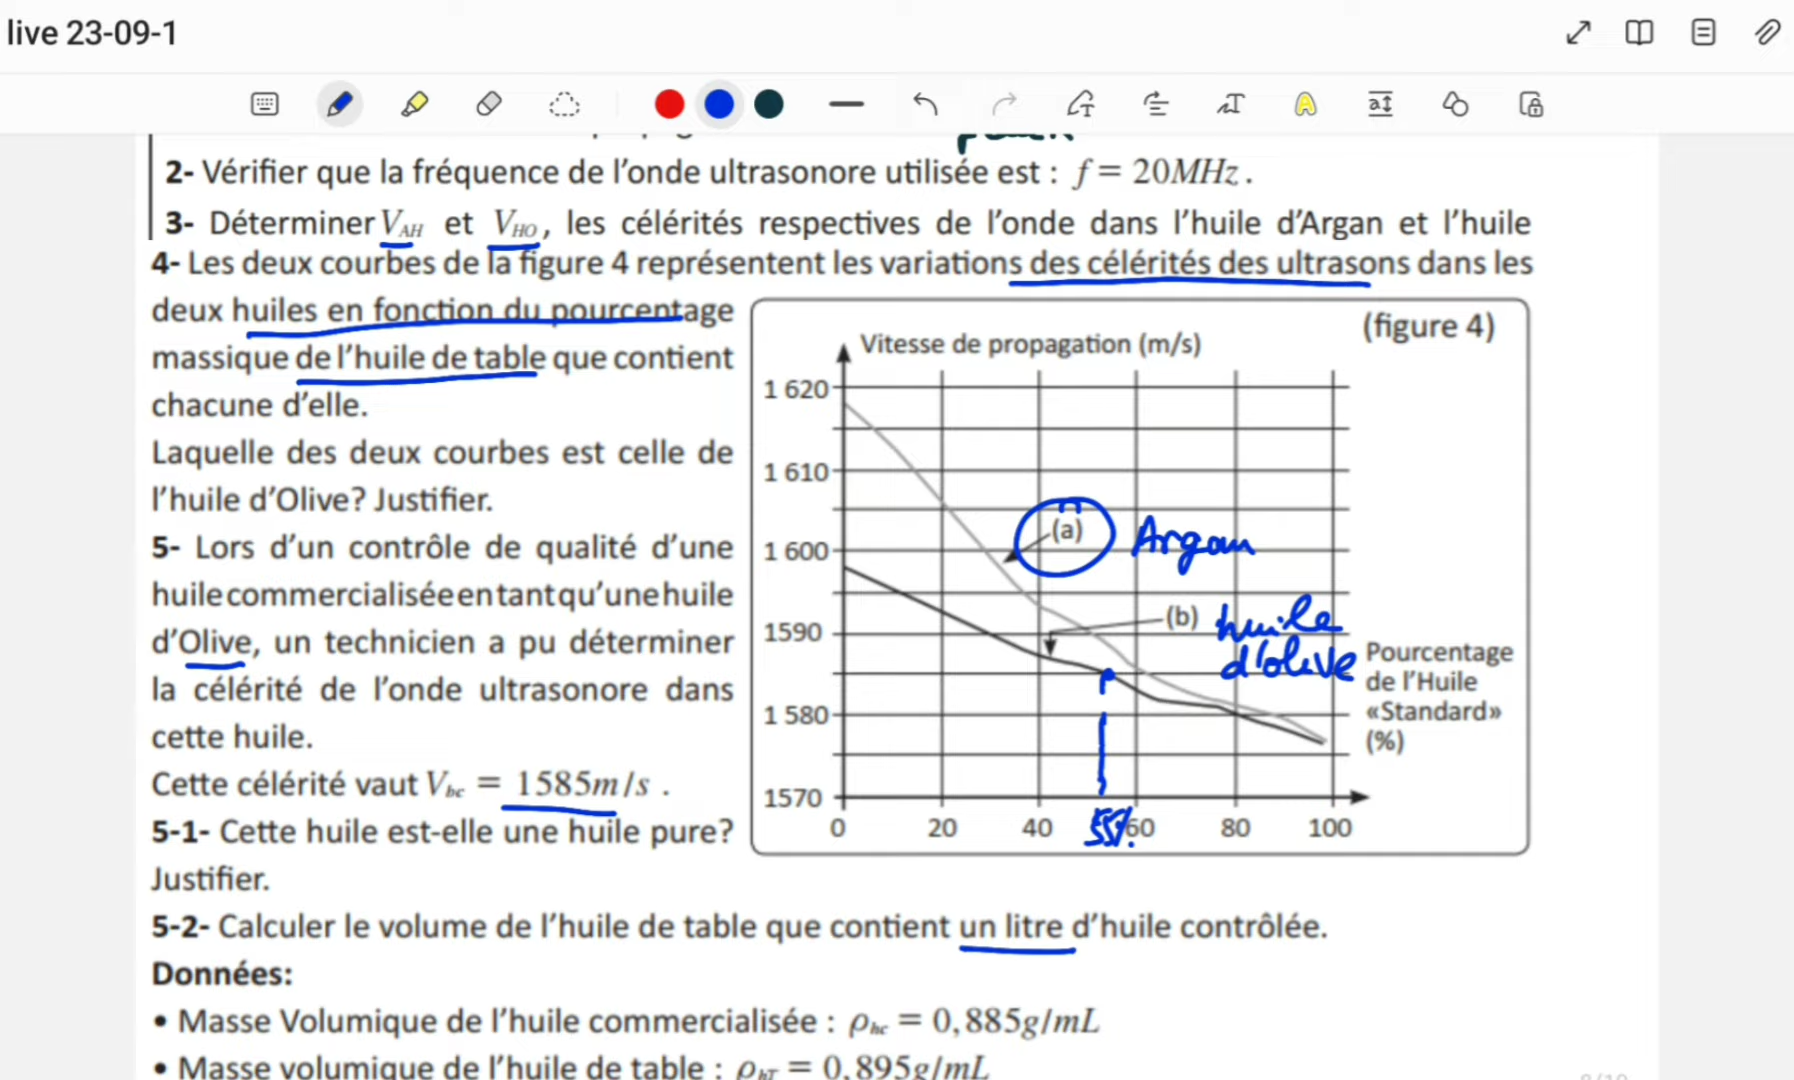 live 23-09-1
2- Vérifier que la fréquence de l'onde ultrasonore utilisée est : f = 20MHz.
3- Déterminer V_AH et V_HO, les célérités respectives de l'onde dans l'huile d'Argan et l'huile
4- Les deux courbes de la figure 4 représentent les variations des célérités des ultrasons dans les
deux huiles en fonction du pourcentage
massique de l'huile de table que contient
chacune d'elle.
Laquelle des deux courbes est celle de
l'huile d'Olive? Justifier.
5- Lors d'un contrôle de qualité d'une
huile commercialisée en tant qu'une huile
d'Olive, un technicien a pu déterminer
la célérité de l'onde ultrasonore dans
cette huile.
Cette célérité vaut V_hc = 1585m/s .
5-1- Cette huile est-elle une huile pure?
Justifier.
(figure 4)
Vitesse de propagation (m/s)
1 620
1 610
1 600
1590
1 580
1570
0 20 40 60 80 100
(a) Argan
(b) huile
d'olive
55%
Pourcentage
de l'Huile
«Standard»
(%)
5-2- Calculer le volume de l'huile de table que contient un litre d'huile contrôlée.
Données:
• Masse Volumique de l'huile commercialisée : ρ_hc = 0,885g/mL
• Masse volumique de l'huile de table : ρ_hT = 0,895g/mL